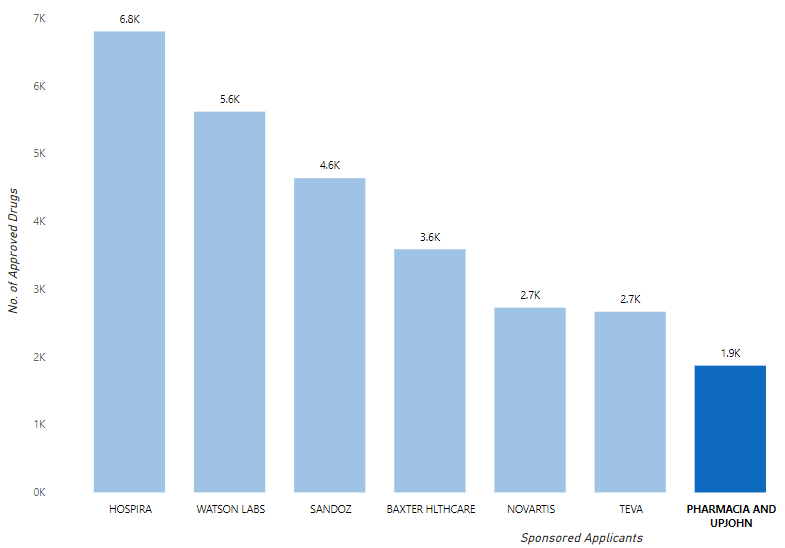 7K
6K
5K
4K
3K
2K
1K
0K
No. of Approved Drugs
6.8K
5.6K
4.6K
3.6K
2.7K
2.7K
1.9K
HOSPIRA
WATSON LABS
SANDOZ
BAXTER HLTHCARE
NOVARTIS
TEVA
PHARMACIA AND
UPJOHN
Sponsored Applicants